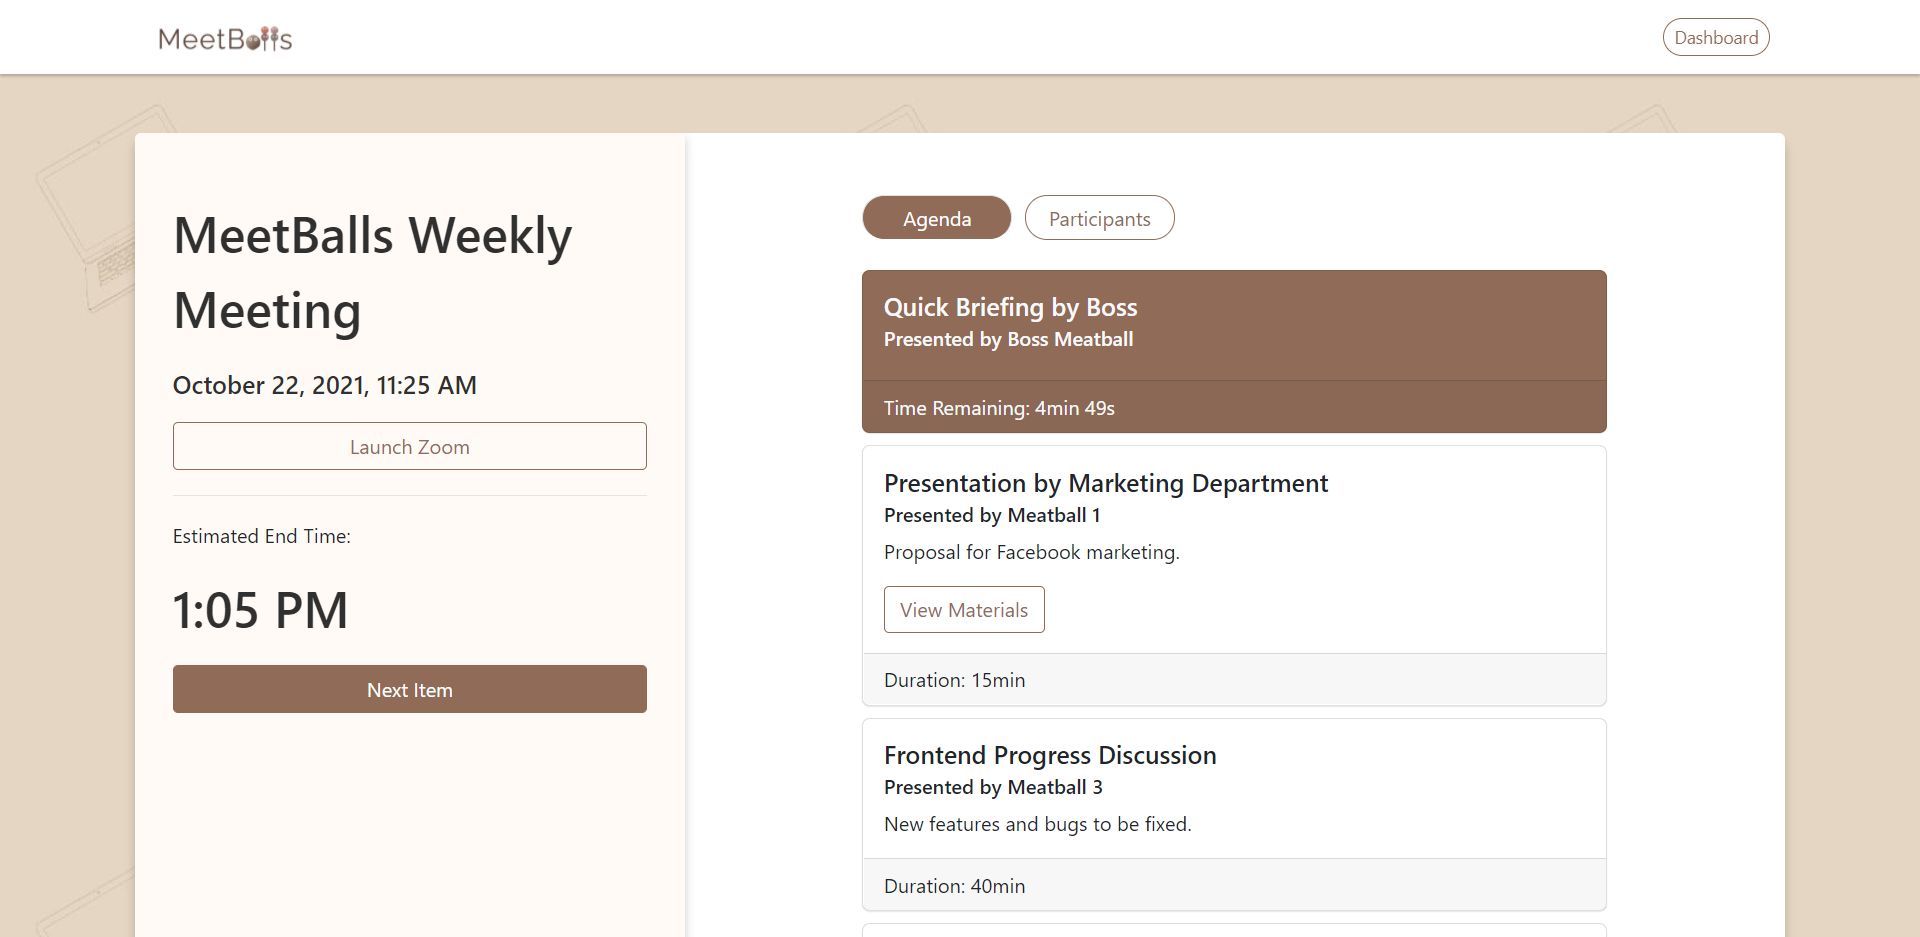 MeetBalls
Dashboard
MeetBalls Weekly
Meeting
October 22, 2021, 11:25 AM
Launch Zoom
Estimated End Time:
1:05 PM
Next Item
Agenda
Participants
Quick Briefing by Boss
Presented by Boss Meatball
Time Remaining: 4min 49s
Presentation by Marketing Department
Presented by Meatball 1
Proposal for Facebook marketing.
View Materials
Duration: 15min
Frontend Progress Discussion
Presented by Meatball 3
New features and bugs to be fixed.
Duration: 40min